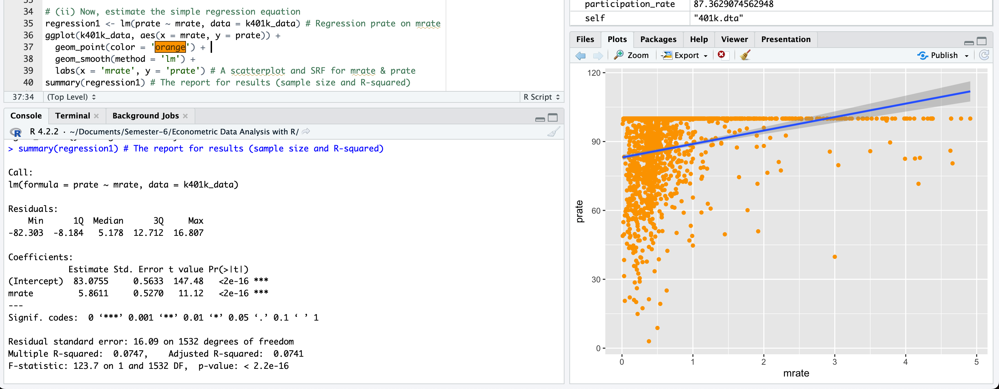 33
34 # (ii) Now, estimate the simple regression equation
35 regression1 <- lm(prate ~ mrate, data = k401k_data) # Regression prate on mrate
36 ggplot(k401k_data, aes(x = mrate, y = prate)) +
37 geom_point(color = 'orange') +
38 geom_smooth(method = 'lm') +
39 labs(x = 'mrate', y = 'prate') # A scatterplot and SRF for mrate & prate
40 summary(regression1) # The report for results (sample size and R-squared)
37:34 (Top Level) R Script
Console Terminal Background Jobs
R 4.2.2 · ~/Documents/Semester-6/Econometric Data Analysis with R/
> summary(regression1) # The report for results (sample size and R-squared)
Call:
lm(formula = prate ~ mrate, data = k401k_data)
Residuals:
Min 1Q Median 3Q Max
-82.303 -8.184 5.178 12.712 16.807
Coefficients:
Estimate Std. Error t value Pr(>|t|)
(Intercept) 83.0755 0.5633 147.48 <2e-16 ***
mrate 5.8611 0.5270 11.12 <2e-16 ***
---
Signif. codes: 0 ‘***’ 0.001 ‘**’ 0.01 ‘*’ 0.05 ‘.’ 0.1 ‘ ’ 1
Residual standard error: 16.09 on 1532 degrees of freedom
Multiple R-squared: 0.0747, Adjusted R-squared: 0.0741
F-statistic: 123.7 on 1 and 1532 DF, p-value: < 2.2e-16
participation_rate 87.3629074562948
self "401k.dta"
Files Plots Packages Help Viewer Presentation
Zoom Export Publish
120
90
60
30
0
prate
0 1 2 3 4 5
mrate